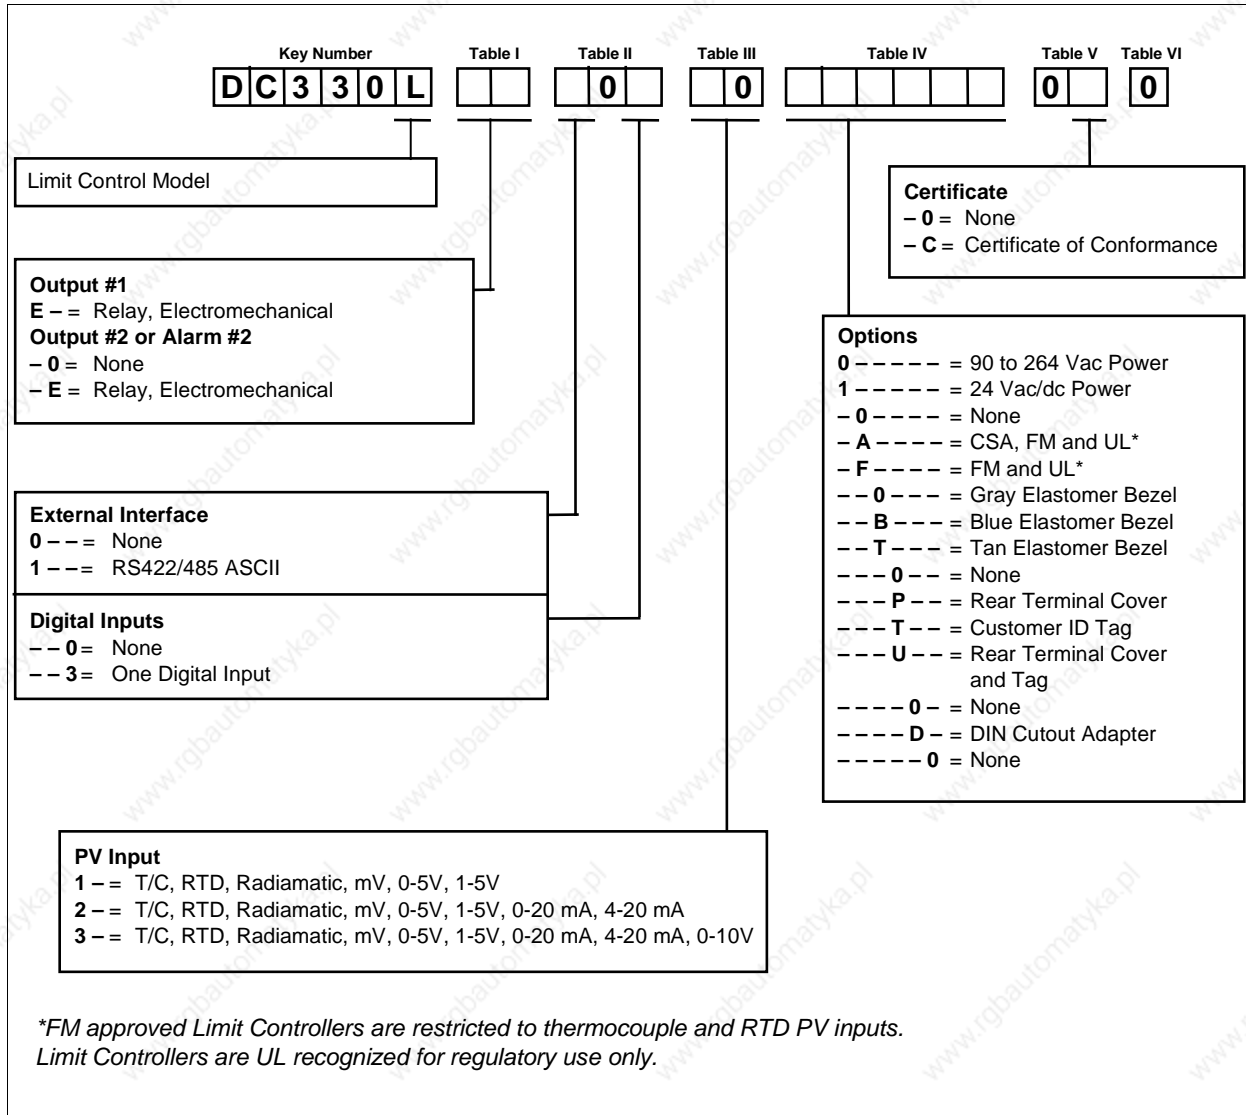 Key Number Table I Table II Table III Table IV Table V Table VI
D C 3 3 0 L 0 0 0 0
Limit Control Model
Output #1
E – = Relay, Electromechanical
Output #2 or Alarm #2
– 0 = None
– E = Relay, Electromechanical
External Interface
0 – – = None
1 – – = RS422/485 ASCII
Digital Inputs
– – 0 = None
– – 3 = One Digital Input
PV Input
1 – = T/C, RTD, Radiamatic, mV, 0-5V, 1-5V
2 – = T/C, RTD, Radiamatic, mV, 0-5V, 1-5V, 0-20 mA, 4-20 mA
3 – = T/C, RTD, Radiamatic, mV, 0-5V, 1-5V, 0-20 mA, 4-20 mA, 0-10V
Certificate
– 0 = None
– C = Certificate of Conformance
Options
0 – – – – – = 90 to 264 Vac Power
1 – – – – – = 24 Vac/dc Power
– 0 – – – – = None
– A – – – – = CSA, FM and UL*
– F – – – – = FM and UL*
– – 0 – – – = Gray Elastomer Bezel
– – B – – – = Blue Elastomer Bezel
– – T – – – = Tan Elastomer Bezel
– – – 0 – – = None
– – – P – – = Rear Terminal Cover
– – – T – – = Customer ID Tag
– – – U – – = Rear Terminal Cover
and Tag
– – – – 0 – = None
– – – – D – = DIN Cutout Adapter
– – – – – 0 = None
*FM approved Limit Controllers are restricted to thermocouple and RTD PV inputs.
Limit Controllers are UL recognized for regulatory use only.
www.rgbautomatyka.pl